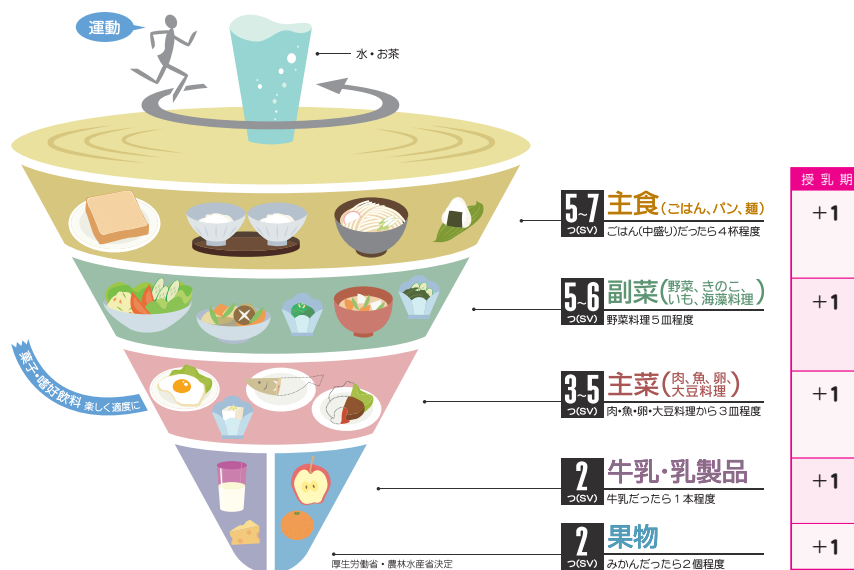 運動
水・お茶
授乳期
5~7
つ(SV)
主食(ごはん、パン、麺)
ごはん(中盛り)だったら4杯程度
+1
5~6
つ(SV)
副菜(野菜、きのこ、
いも、海藻料理)
野菜料理5皿程度
+1
菓子・嗜好飲料 楽しく適度に
3~5
つ(SV)
主菜(肉、魚、卵、
大豆料理)
肉・魚・卵・大豆料理から3皿程度
+1
2
つ(SV)
牛乳・乳製品
牛乳だったら1本程度
+1
2
つ(SV)
果物
みかんだったら2個程度
+1
厚生労働省・農林水産省決定